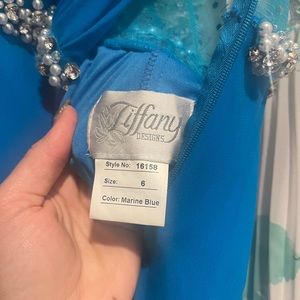 Tiffany
DESIGNS
Style No: 16158
Size: 6
Color: Marine Blue